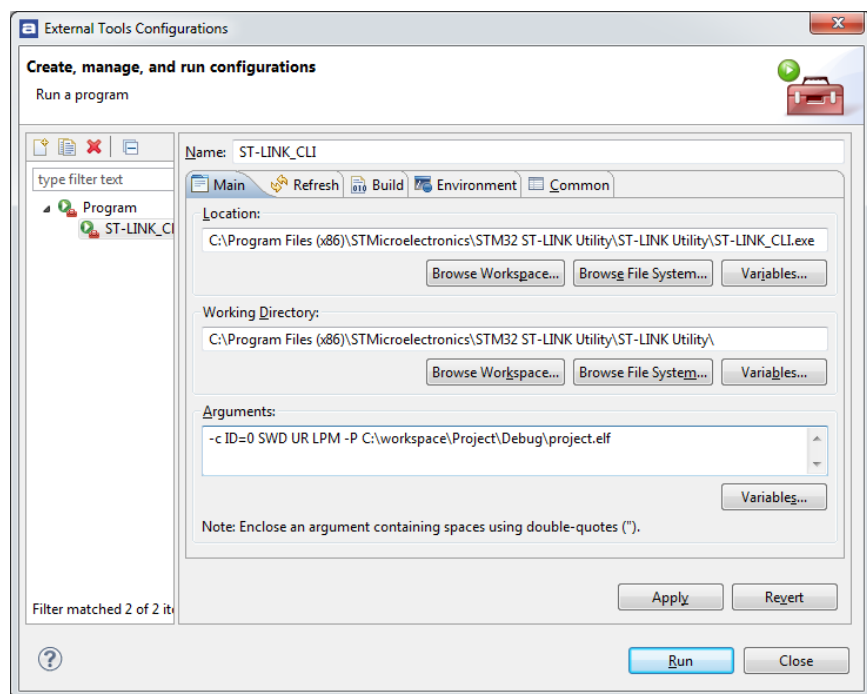 a External Tools Configurations
Create, manage, and run configurations
Run a program
type filter text
Program
ST-LINK_Cl
Filter matched 2 of 2 ite
Name: ST-LINK_CLI
Main Refresh Build Environment Common
Location:
C:\Program Files (x86)\STMicroelectronics\STM32 ST-LINK Utility\ST-LINK Utility\ST-LINK_CLI.exe
Browse Workspace... Browse File System... Variables...
Working Directory:
C:\Program Files (x86)\STMicroelectronics\STM32 ST-LINK Utility\ST-LINK Utility\
Browse Workspace... Browse File System... Variables...
Arguments:
-c ID=0 SWD UR LPM -P C:\workspace\Project\Debug\project.elf
Variables...
Note: Enclose an argument containing spaces using double-quotes (").
Apply Revert
? Run Close